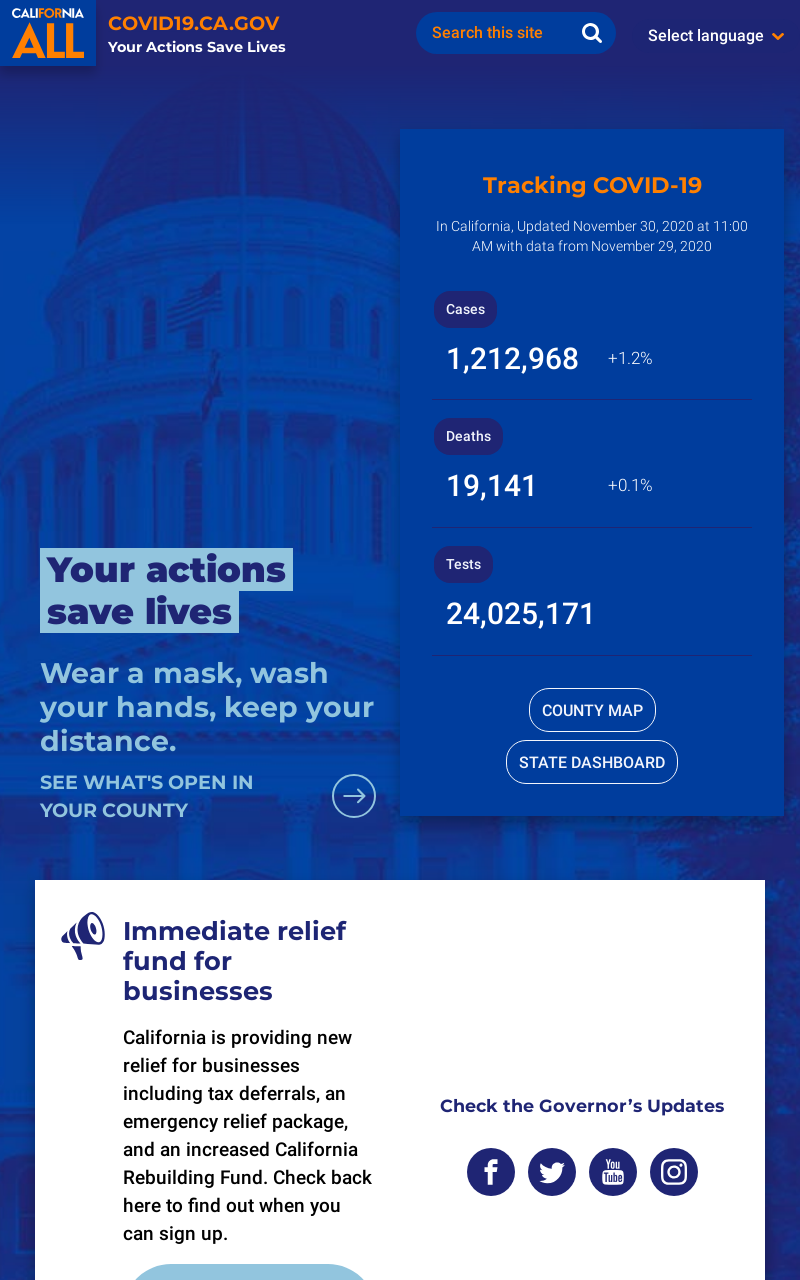 CALIFORNIA
ALL
COVID19.CA.GOV
Your Actions Save Lives
Search this site
Select language
Tracking COVID-19
In California, Updated November 30, 2020 at 11:00
AM with data from November 29, 2020
Cases
1,212,968 +1.2%
Deaths
19,141 +0.1%
Tests
24,025,171
COUNTY MAP
STATE DASHBOARD
Your actions
save lives
Wear a mask, wash
your hands, keep your
distance.
SEE WHAT'S OPEN IN
YOUR COUNTY
Immediate relief
fund for
businesses
California is providing new
relief for businesses
including tax deferrals, an
emergency relief package,
and an increased California
Rebuilding Fund. Check back
here to find out when you
can sign up.
Check the Governor’s Updates
You
Tube